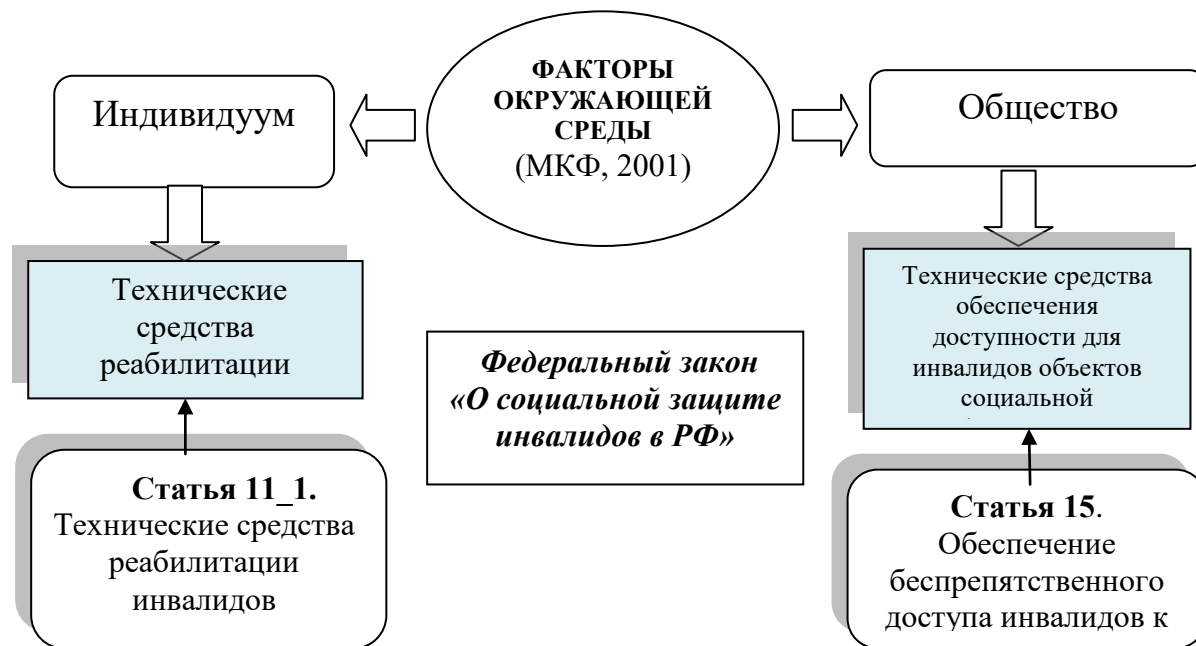 ФАКТОРЫ
ОКРУЖАЮЩЕЙ
СРЕДЫ
(МКФ, 2001)
Индивидуум
Общество
Технические
средства
реабилитации
Технические средства
обеспечения
доступности для
инвалидов объектов
социальной
Федеральный закон
«О социальной защите
инвалидов в РФ»
Статья 11_1.
Технические средства
реабилитации
инвалидов
Статья 15.
Обеспечение
беспрепятственного
доступа инвалидов к